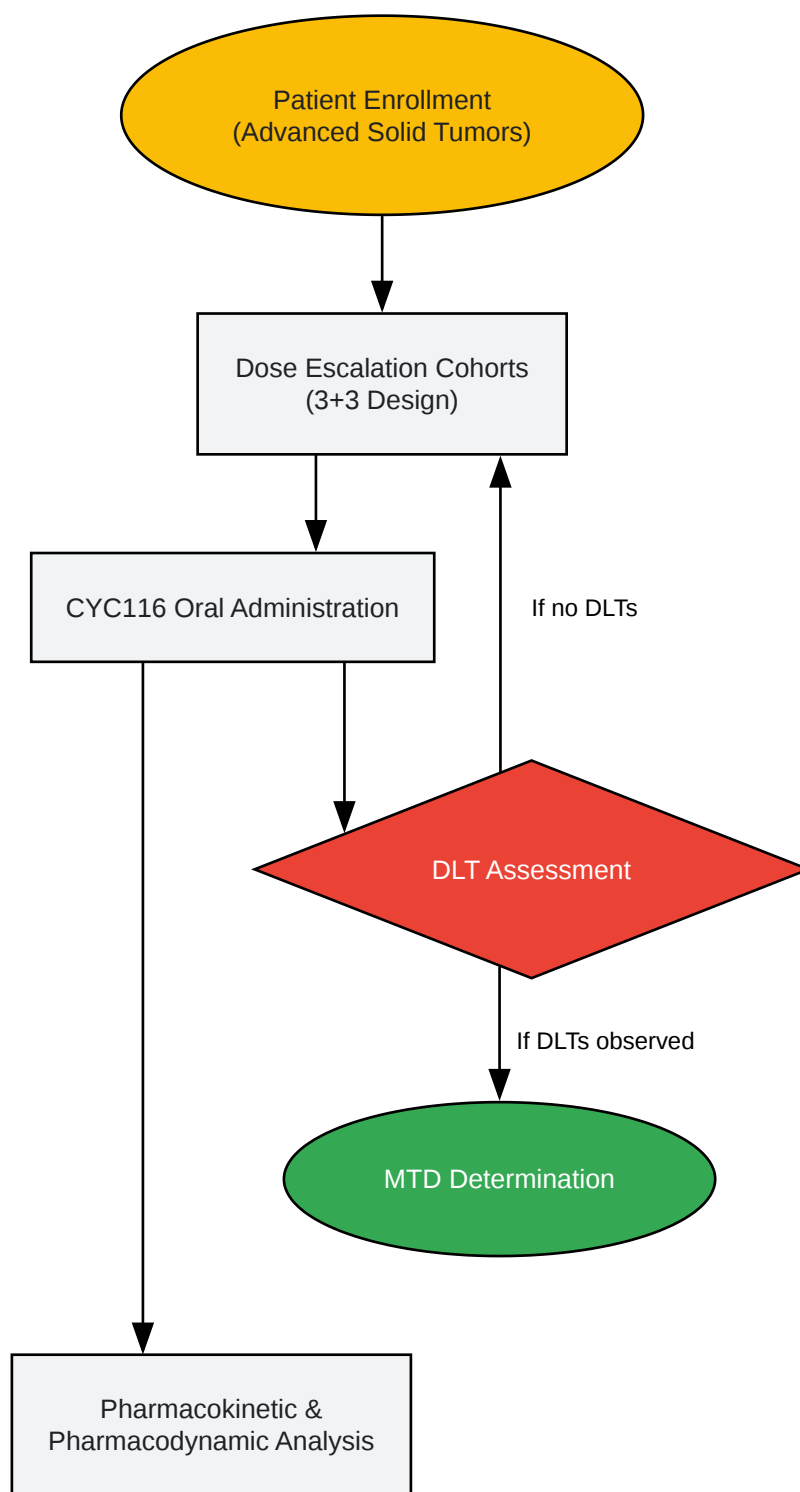 Patient Enrollment
(Advanced Solid Tumors)
Dose Escalation Cohorts
(3+3 Design)
CYC116 Oral Administration
If no DLTs
DLT Assessment
If DLTs observed
MTD Determination
Pharmacokinetic &
Pharmacodynamic Analysis